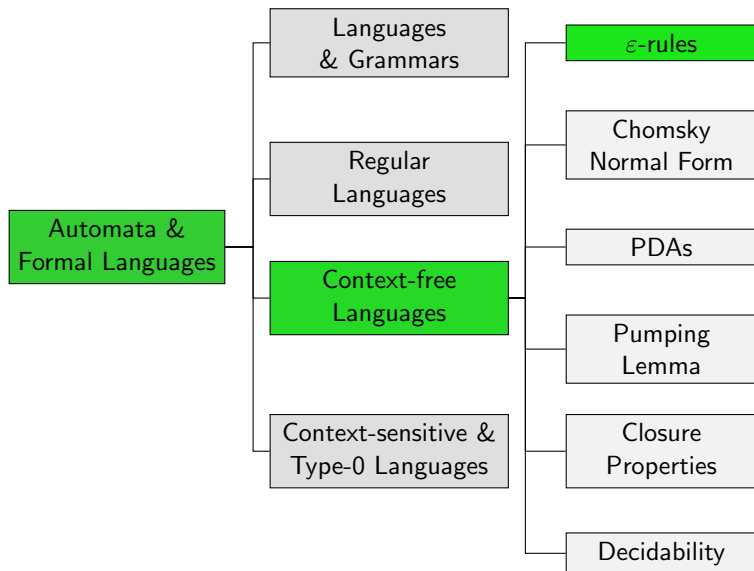 Automata &
Formal Languages
Languages
& Grammars
Regular
Languages
Context-free
Languages
Context-sensitive &
Type-0 Languages
ε-rules
Chomsky
Normal Form
PDAs
Pumping
Lemma
Closure
Properties
Decidability